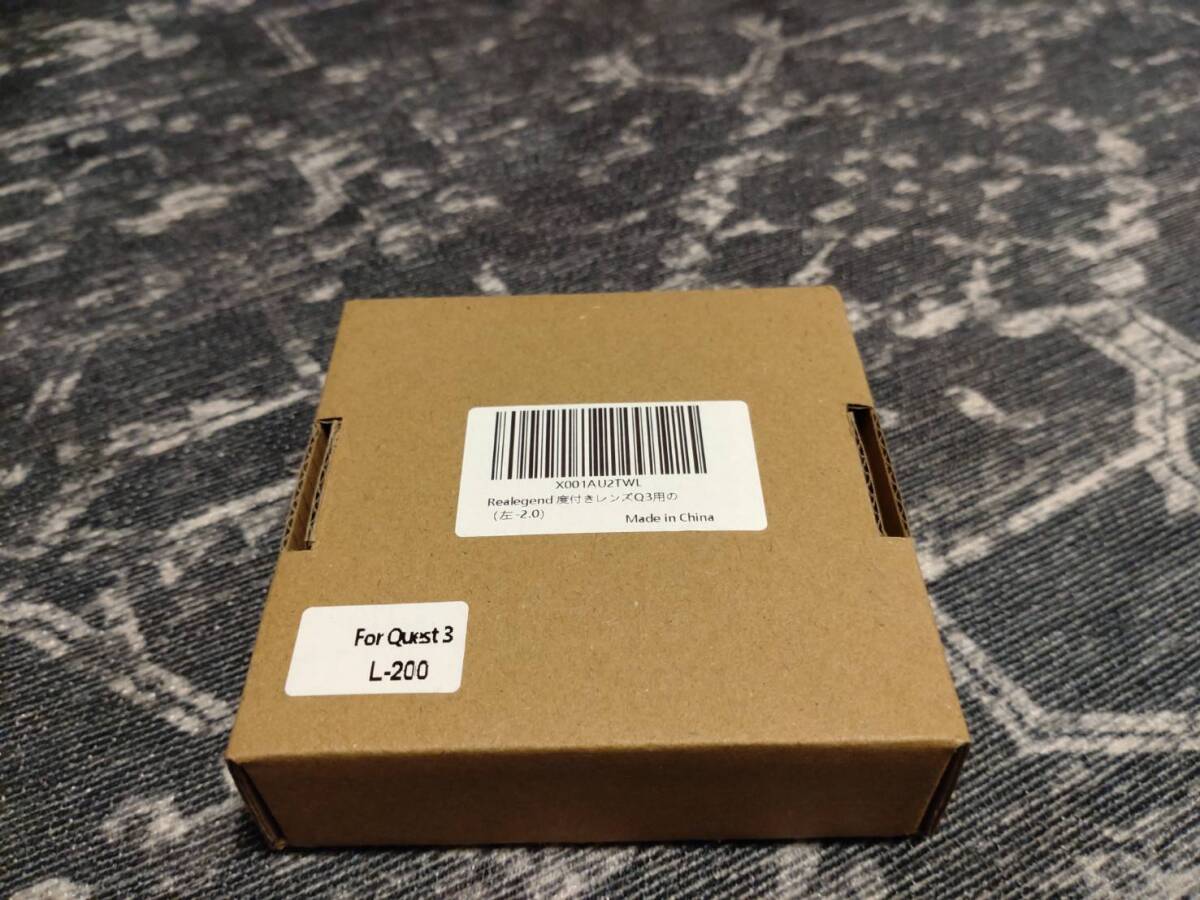 X001AU2TWL
Realegend 度付きレンズQ3用の
（左-2.0） Made in China
For Quest 3
L-200